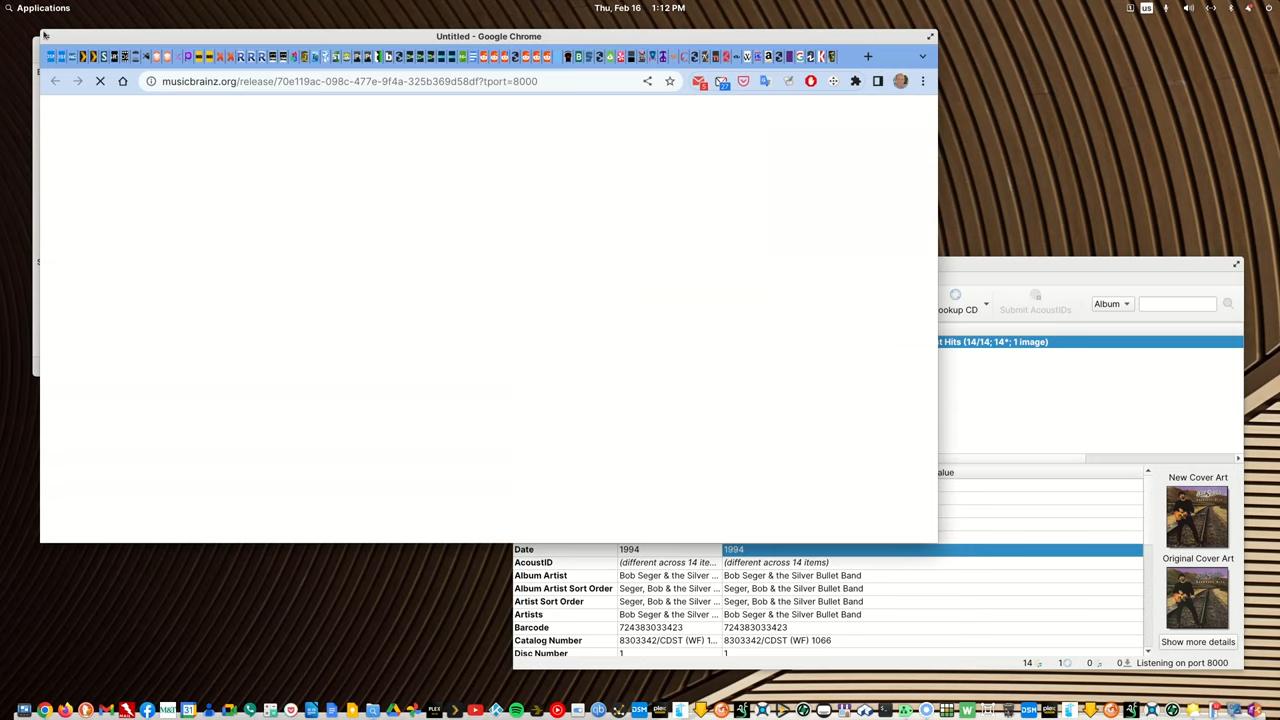 Applications
Thu, Feb 16 1:12 PM
us
Untitled - Google Chrome
musicbrainz.org/release/70e119ac-098c-477e-9f4a-325b369d58df?tport=8000
5
27
ookup CD
Submit AcoustIDs
Album
t Hits (14/14; 14*; 1 image)
alue
New Cover Art
Original Cover Art
Show more details
Date 1994 1994
AcoustID (different across 14 ite... (different across 14 items)
Album Artist Bob Seger & the Silver ... Bob Seger & the Silver Bullet Band
Album Artist Sort Order Seger, Bob & the Silver ... Seger, Bob & the Silver Bullet Band
Artist Sort Order Seger, Bob & the Silver ... Seger, Bob & the Silver Bullet Band
Artists Bob Seger & the Silver ... Bob Seger & the Silver Bullet Band
Barcode 724383033423 724383033423
Catalog Number 8303342/CDST (WF) 1... 8303342/CDST (WF) 1066
Disc Number 1 1
14 1 0 0 Listening on port 8000